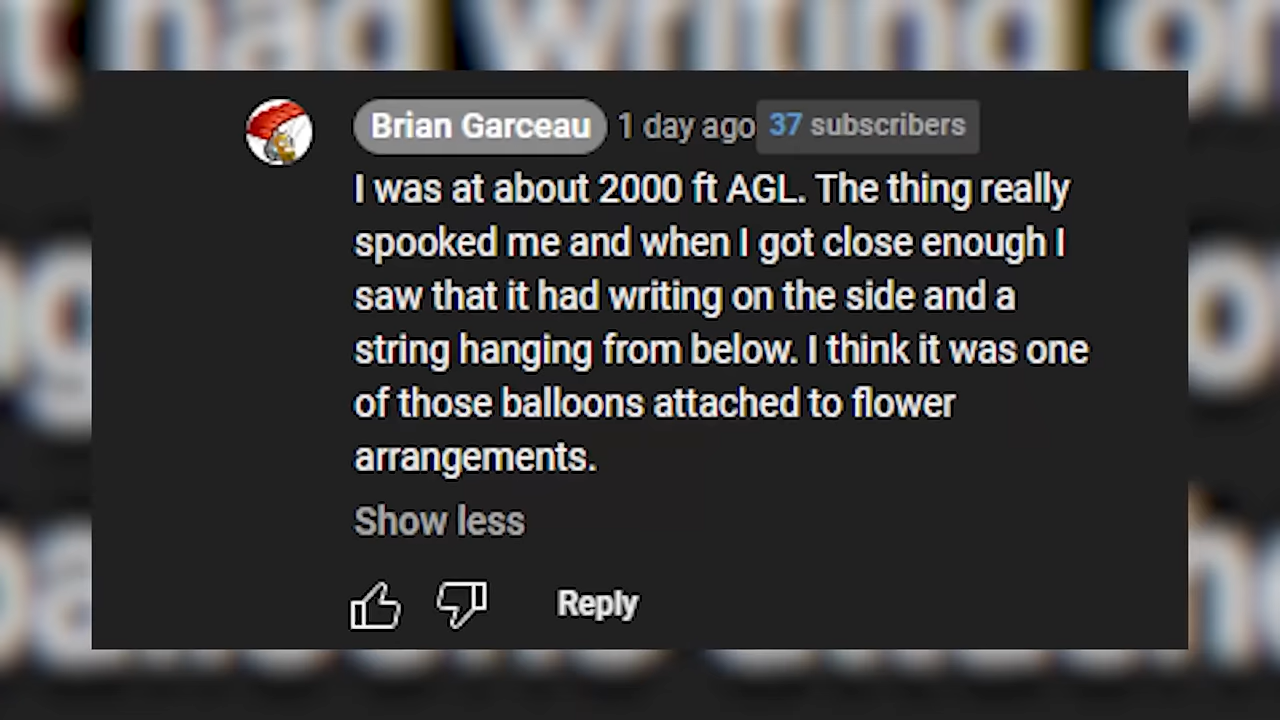 Brian Garceau 1 day ago 37 subscribers
I was at about 2000 ft AGL. The thing really
spooked me and when I got close enough I
saw that it had writing on the side and a
string hanging from below. I think it was one
of those balloons attached to flower
arrangements.
Show less
Reply